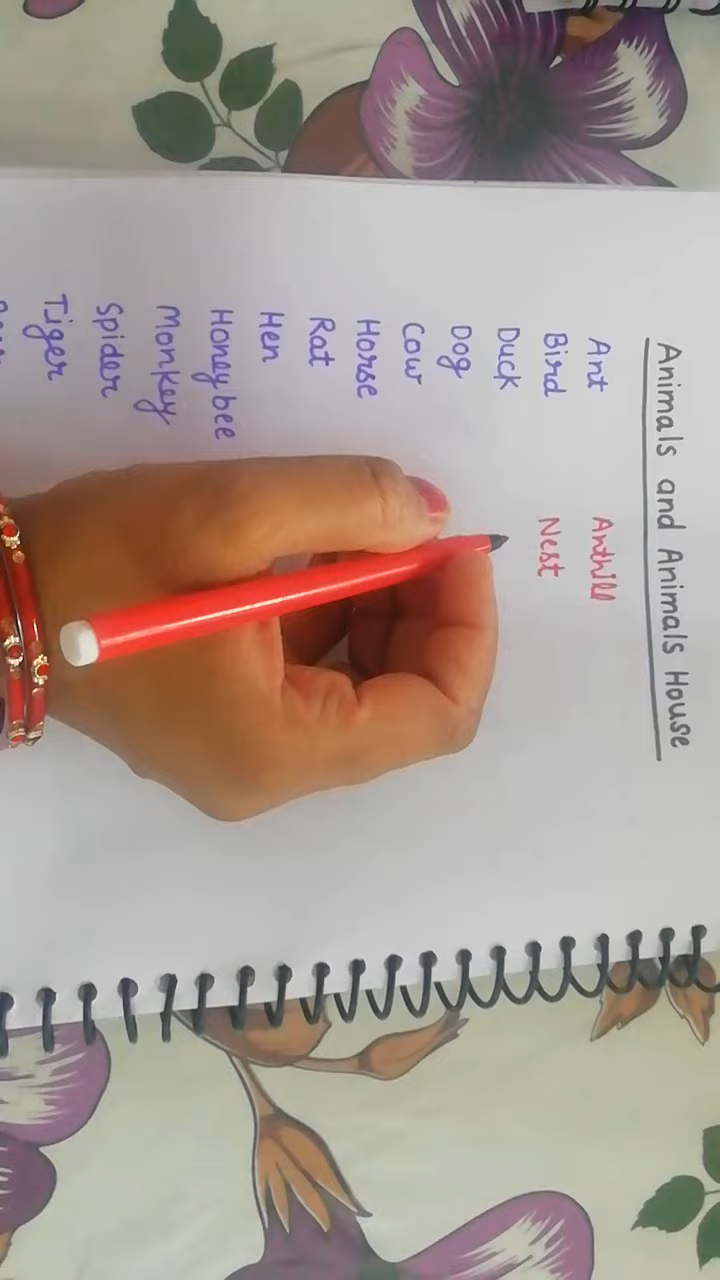 Animals and Animals House
Ant Anthill
Bird Nest
Duck
Dog
Cow
Horse
Rat
Hen
Honeybee
Monkey
Spider
Tiger